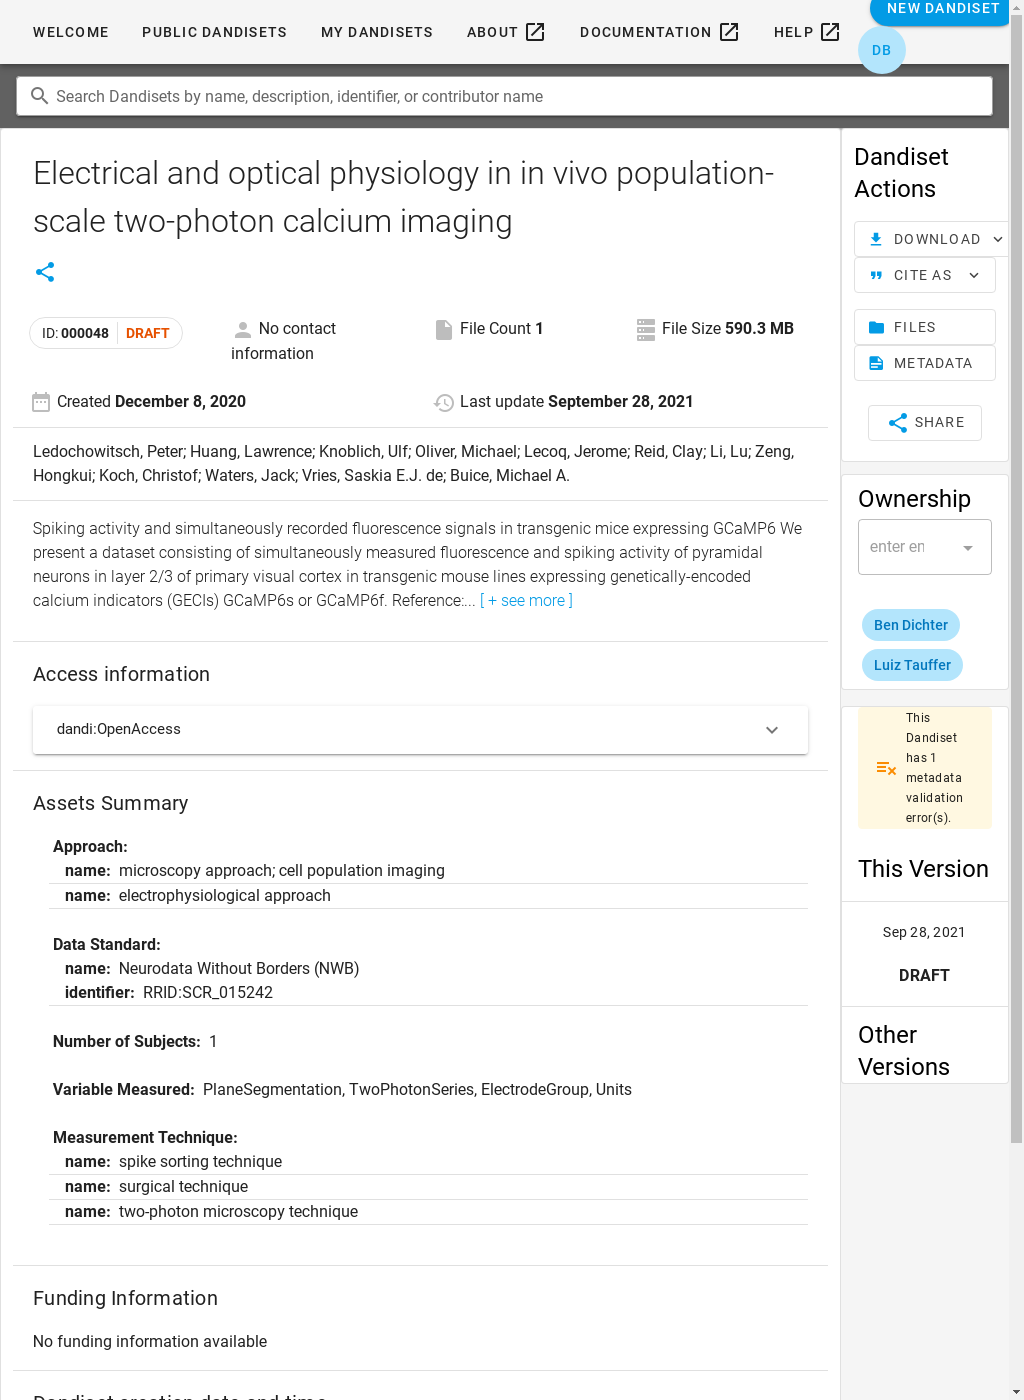 WELCOME
PUBLIC DANDISETS
MY DANDISETS
ABOUT
DOCUMENTATION
HELP
NEW DANDISET
DB
Search Dandisets by name, description, identifier, or contributor name
Electrical and optical physiology in in vivo population-
scale two-photon calcium imaging
ID: 000048 DRAFT
No contact
information
File Count 1
File Size 590.3 MB
Created December 8, 2020
Last update September 28, 2021
Ledochowitsch, Peter; Huang, Lawrence; Knoblich, Ulf; Oliver, Michael; Lecoq, Jerome; Reid, Clay; Li, Lu; Zeng,
Hongkui; Koch, Christof; Waters, Jack; Vries, Saskia E.J. de; Buice, Michael A.
Spiking activity and simultaneously recorded fluorescence signals in transgenic mice expressing GCaMP6 We
present a dataset consisting of simultaneously measured fluorescence and spiking activity of pyramidal
neurons in layer 2/3 of primary visual cortex in transgenic mouse lines expressing genetically-encoded
calcium indicators (GECIs) GCaMP6s or GCaMP6f. Reference:... [ + see more ]
Access information
dandi:OpenAccess
Assets Summary
Approach:
name: microscopy approach; cell population imaging
name: electrophysiological approach
Data Standard:
name: Neurodata Without Borders (NWB)
identifier: RRID:SCR_015242
Number of Subjects: 1
Variable Measured: PlaneSegmentation, TwoPhotonSeries, ElectrodeGroup, Units
Measurement Technique:
name: spike sorting technique
name: surgical technique
name: two-photon microscopy technique
Funding Information
No funding information available
Dandiset creation date and time
Dandiset
Actions
DOWNLOAD
CITE AS
FILES
METADATA
SHARE
Ownership
enter en
Ben Dichter
Luiz Tauffer
This
Dandiset
has 1
metadata
validation
error(s).
This Version
Sep 28, 2021
DRAFT
Other
Versions